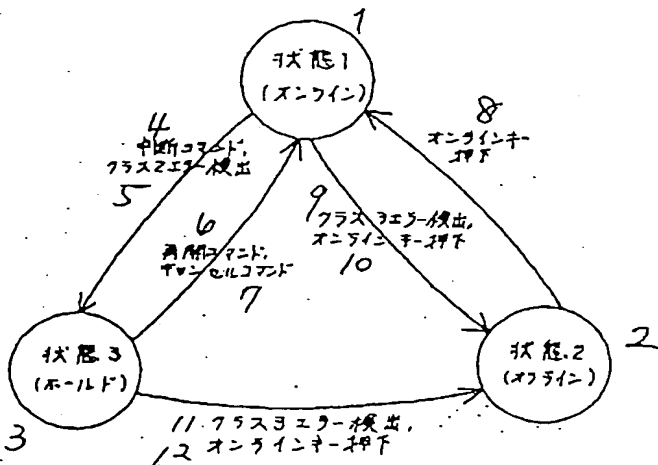 1
状態1
(オンライン)
4
中断コマンド,
クラス2エラー検出
5
8
オンラインキー
押下
9
クラス3エラー検出,
オンラインキー押下
10
6
再開コマンド,
キャンセルコマンド
7
状態3
(ホールド)
3
状態2
(オフライン)
2
11.クラス3エラー検出,
12 オンラインキー押下